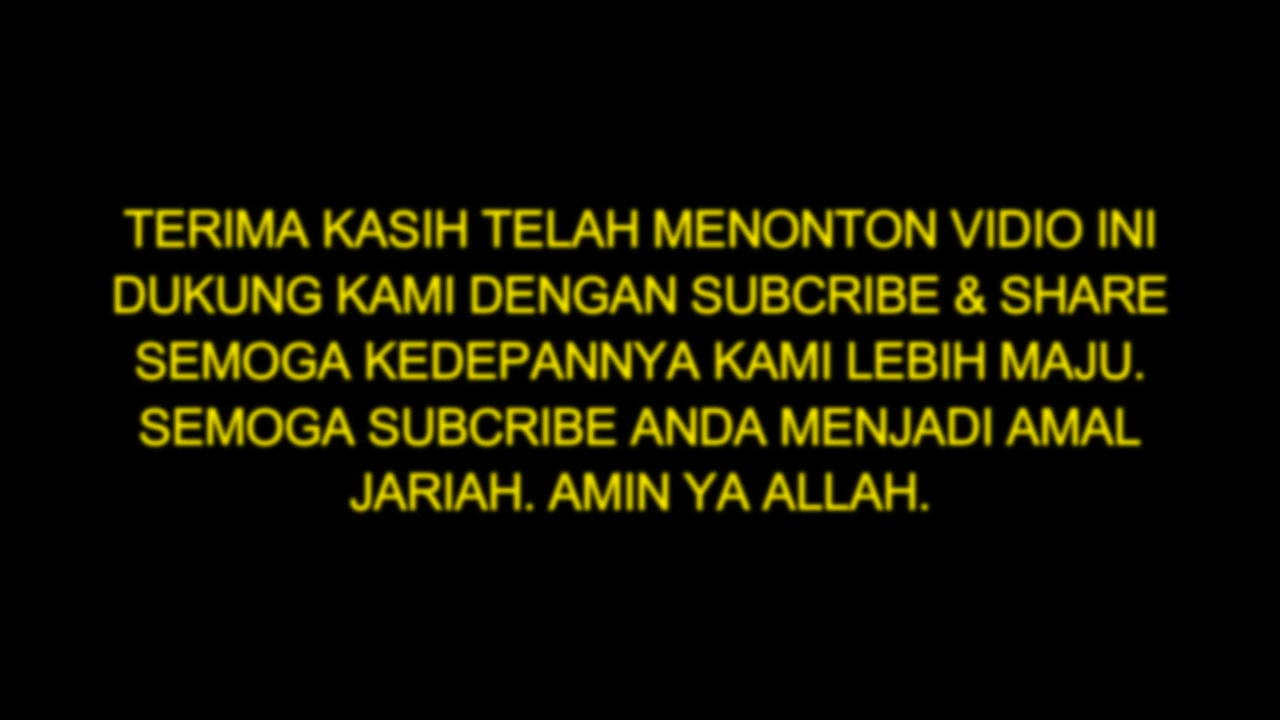 TERIMA KASIH TELAH MENONTON VIDIO INI
DUKUNG KAMI DENGAN SUBCRIBE & SHARE
SEMOGA KEDEPANNYA KAMI LEBIH MAJU.
SEMOGA SUBCRIBE ANDA MENJADI AMAL
JARIAH. AMIN YA ALLAH.